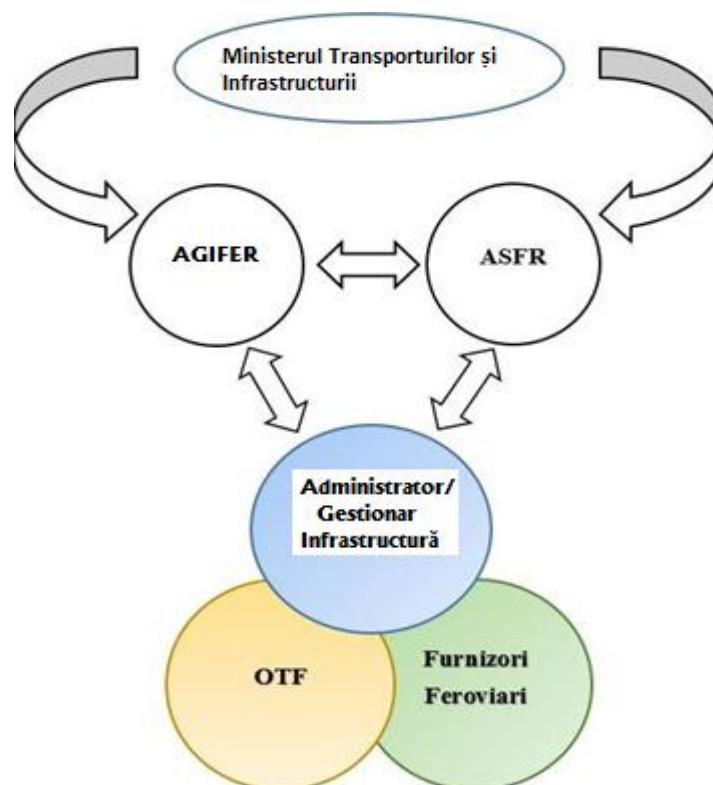 Ministerul Transporturilor și
Infrastructurii
AGIFER
ASFR
Administrator/
Gestionar
Infrastructură
OTF
Furnizori
Feroviari